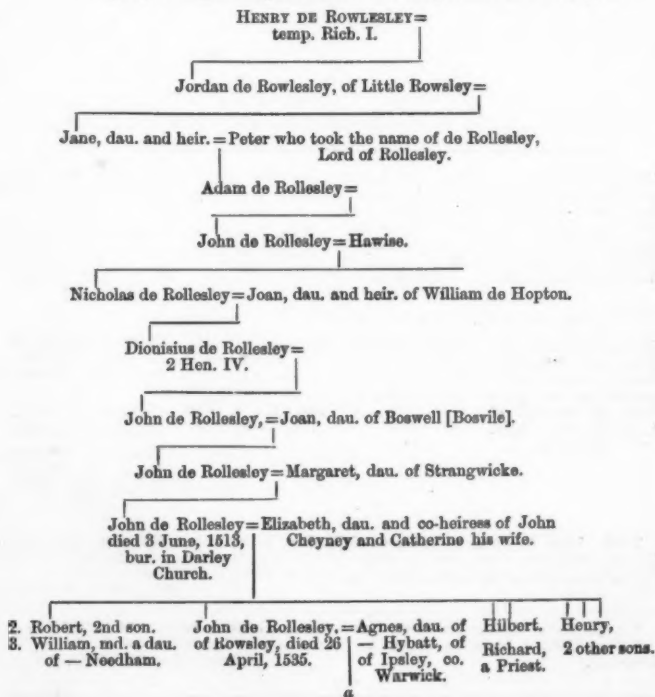 HENRY DE ROWLESLEY=
temp. Rich. I.
Jordan de Rowlesley, of Little Rowsley=
Jane, dau. and heir.=Peter who took the name of de Rollesley,
Lord of Rollesley.
Adam de Rollesley=
John de Rollesley=Hawise.
Nicholas de Rollesley=Joan, dau. and heir. of William de Hopton.
Dionisius de Rollesley=
2 Hen. IV.
John de Rollesley,=Joan, dau. of Boswell [Bosvile].
John de Rollesley=Margaret, dau. of Strangwicke.
John de Rollesley=Elizabeth, dau. and co-heiress of John
died 3 June, 1513, Cheyney and Catherine his wife.
bur. in Darley
Church.
2. Robert, 2nd son. John de Rollesley,=Agnes, dau. of Hilbert. Henry,
3. William, md. a dau. of Rowsley, died 26 — Hybatt, of Richard, 2 other sons.
of — Needham. April, 1535. of Ipsley, co. a Priest.
Warwick.
a